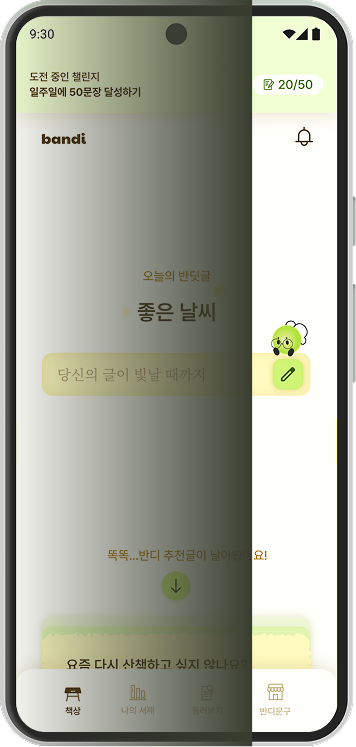 9:30
도전 중인 챌린지
일주일에 50문장 달성하기
20/50
bandi
오늘의 반딧글
좋은 날씨
당신의 글이 빛날 때까지
똑똑...반디 추천글이 날아왔어요!
요즘 다시 산책하고 싶지 않나요?
책상
나의 서재
둘러보기
반디문구